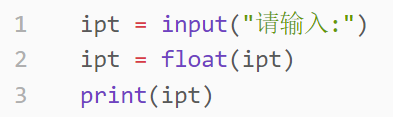 1 ipt = input("请输入:")
2 ipt = float(ipt)
3 print(ipt)